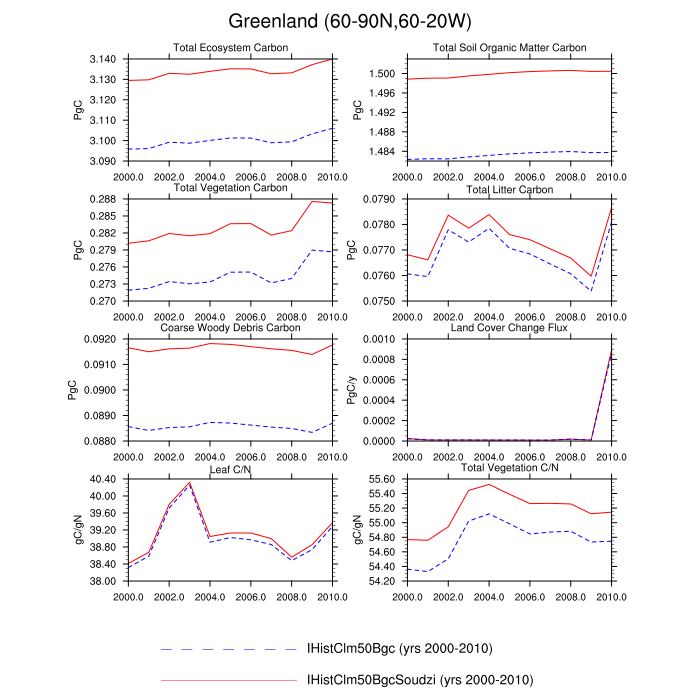 Greenland (60-90N,60-20W)
Total Ecosystem Carbon
PgC
3.140
3.130
3.120
3.110
3.100
3.090
2000.0 2002.0 2004.0 2006.0 2008.0 2010.0
Total Soil Organic Matter Carbon
PgC
1.500
1.496
1.492
1.488
1.484
2000.0 2002.0 2004.0 2006.0 2008.0 2010.0
Total Vegetation Carbon
PgC
0.288
0.285
0.282
0.279
0.276
0.273
0.270
2000.0 2002.0 2004.0 2006.0 2008.0 2010.0
Total Litter Carbon
PgC
0.0790
0.0780
0.0770
0.0760
0.0750
2000.0 2002.0 2004.0 2006.0 2008.0 2010.0
Coarse Woody Debris Carbon
PgC
0.0920
0.0910
0.0900
0.0890
0.0880
2000.0 2002.0 2004.0 2006.0 2008.0 2010.0
Land Cover Change Flux
PgC/y
0.0010
0.0008
0.0006
0.0004
0.0002
0.0000
2000.0 2002.0 2004.0 2006.0 2008.0 2010.0
Leaf C/N
gC/gN
40.40
40.00
39.60
39.20
38.80
38.40
38.00
2000.0 2002.0 2004.0 2006.0 2008.0 2010.0
Total Vegetation C/N
gC/gN
55.60
55.40
55.20
55.00
54.80
54.60
54.40
54.20
2000.0 2002.0 2004.0 2006.0 2008.0 2010.0
IHistClm50Bgc (yrs 2000-2010)
IHistClm50BgcSoudzi (yrs 2000-2010)